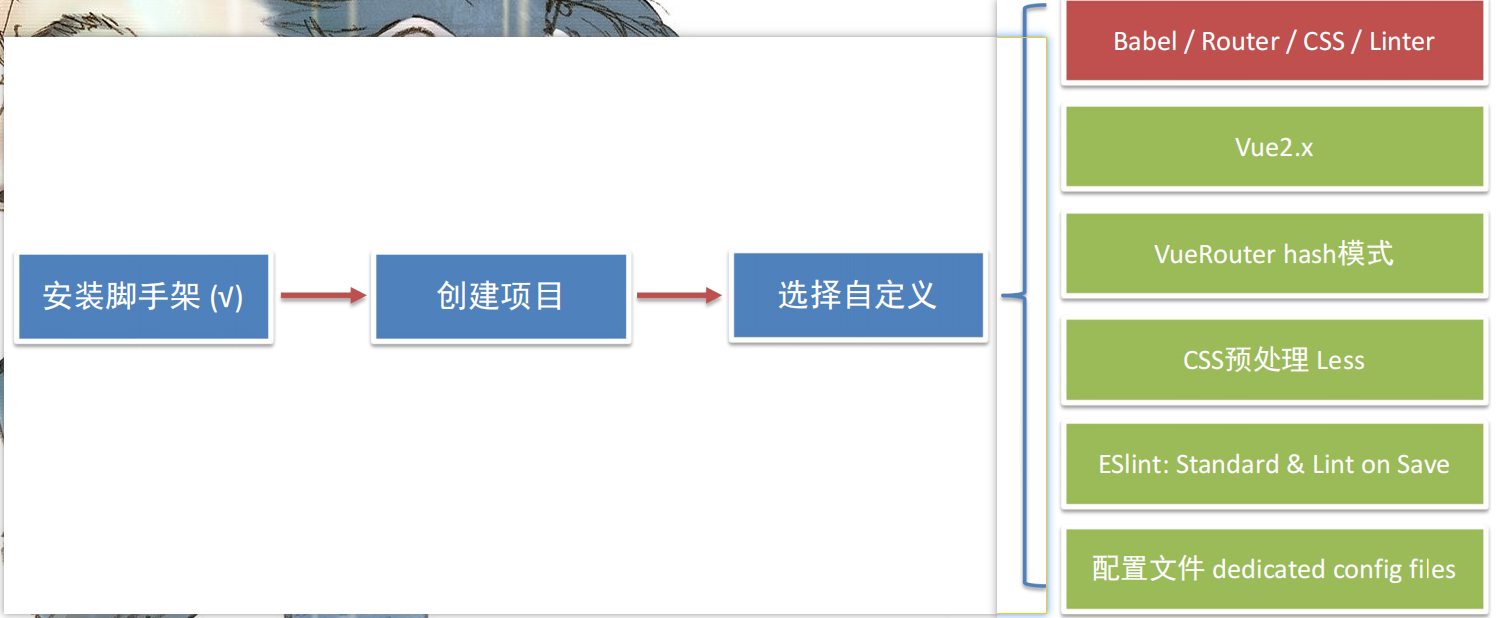 Babel / Router / CSS / Linter
Vue2.x
VueRouter hash模式
安装脚手架 (√)
创建项目
选择自定义
CSS预处理 Less
ESlint: Standard & Lint on Save
配置文件 dedicated config files